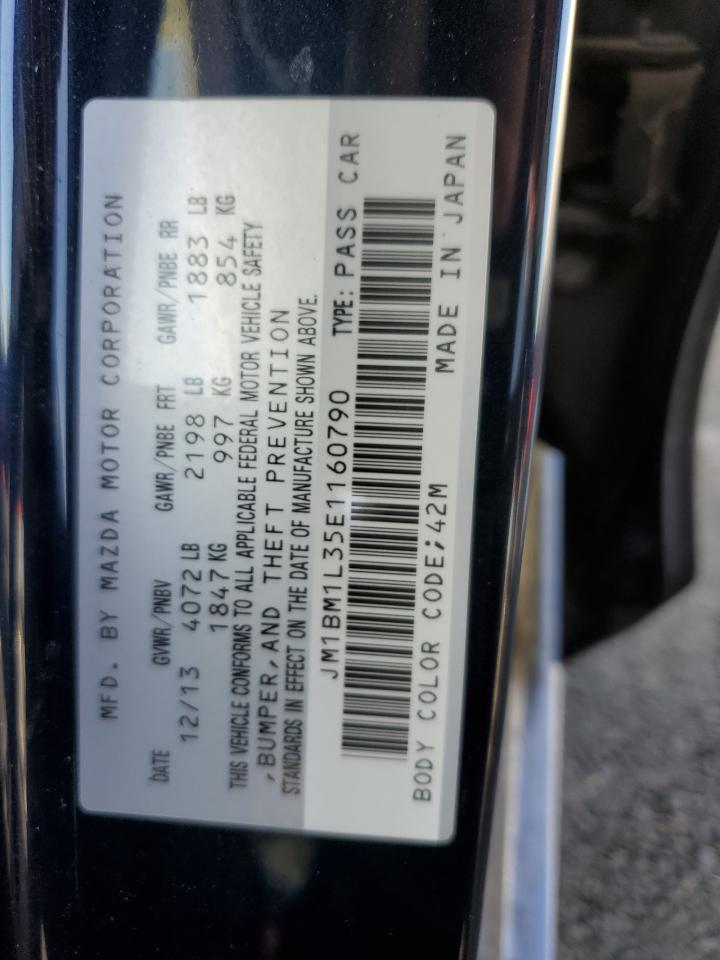 MFD. BY MAZDA MOTOR CORPORATION
DATE GVWR/PNBV GAWR/PNBE FRT GAWR/PNBE RR
12/13 4072 LB 2198 LB 1883 LB
1847 KG 997 KG 854 KG
THIS VEHICLE CONFORMS TO ALL APPLICABLE FEDERAL MOTOR VEHICLE SAFETY
,BUMPER,AND THEFT PREVENTION
STANDARDS IN EFFECT ON THE DATE OF MANUFACTURE SHOWN ABOVE.
JM1BM1L35E1160790 TYPE: PASS CAR
BODY COLOR CODE;42M MADE IN JAPAN